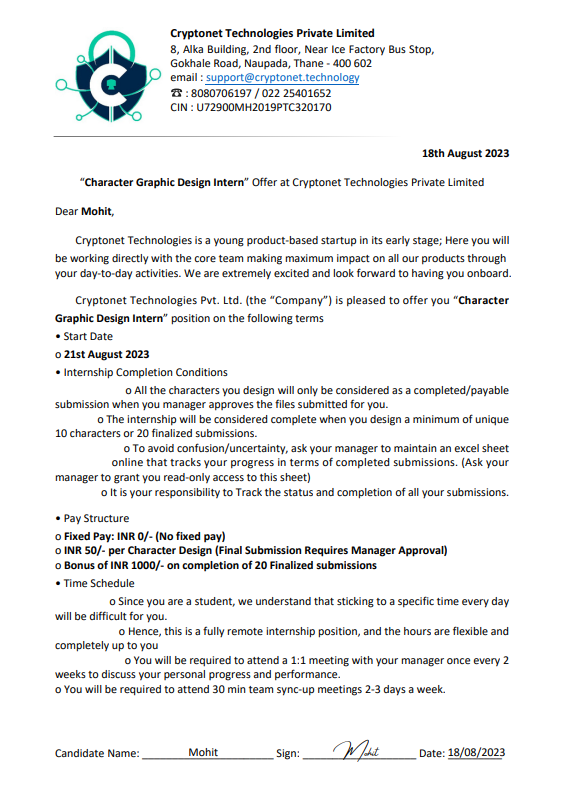 Cryptonet Technologies Private Limited
8, Alka Building, 2nd floor, Near Ice Factory Bus Stop,
Gokhale Road, Naupada, Thane - 400 602
email : support@cryptonet.technology
☎ : 8080706197 / 022 25401652
CIN : U72900MH2019PTC320170
18th August 2023
“Character Graphic Design Intern” Offer at Cryptonet Technologies Private Limited
Dear Mohit,
Cryptonet Technologies is a young product-based startup in its early stage; Here you will
be working directly with the core team making maximum impact on all our products through
your day-to-day activities. We are extremely excited and look forward to having you onboard.
Cryptonet Technologies Pvt. Ltd. (the “Company”) is pleased to offer you “Character
Graphic Design Intern” position on the following terms
• Start Date
o 21st August 2023
• Internship Completion Conditions
o All the characters you design will only be considered as a completed/payable
submission when you manager approves the files submitted for you.
o The internship will be considered complete when you design a minimum of unique
10 characters or 20 finalized submissions.
o To avoid confusion/uncertainty, ask your manager to maintain an excel sheet
online that tracks your progress in terms of completed submissions. (Ask your
manager to grant you read-only access to this sheet)
o It is your responsibility to Track the status and completion of all your submissions.
• Pay Structure
o Fixed Pay: INR 0/- (No fixed pay)
o INR 50/- per Character Design (Final Submission Requires Manager Approval)
o Bonus of INR 1000/- on completion of 20 Finalized submissions
• Time Schedule
o Since you are a student, we understand that sticking to a specific time every day
will be difficult for you.
o Hence, this is a fully remote internship position, and the hours are flexible and
completely up to you
o You will be required to attend a 1:1 meeting with your manager once every 2
weeks to discuss your personal progress and performance.
o You will be required to attend 30 min team sync-up meetings 2-3 days a week.
Candidate Name: Mohit Sign: Mohit Date: 18/08/2023